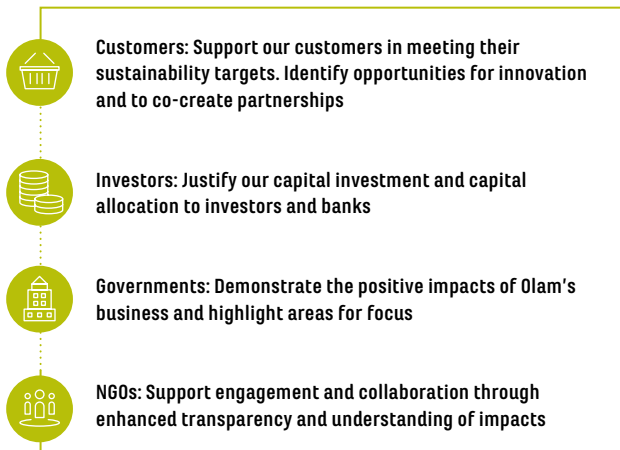 Customers: Support our customers in meeting their
sustainability targets. Identify opportunities for innovation
and to co-create partnerships
Investors: Justify our capital investment and capital
allocation to investors and banks
Governments: Demonstrate the positive impacts of Olam's
business and highlight areas for focus
NGOs: Support engagement and collaboration through
enhanced transparency and understanding of impacts